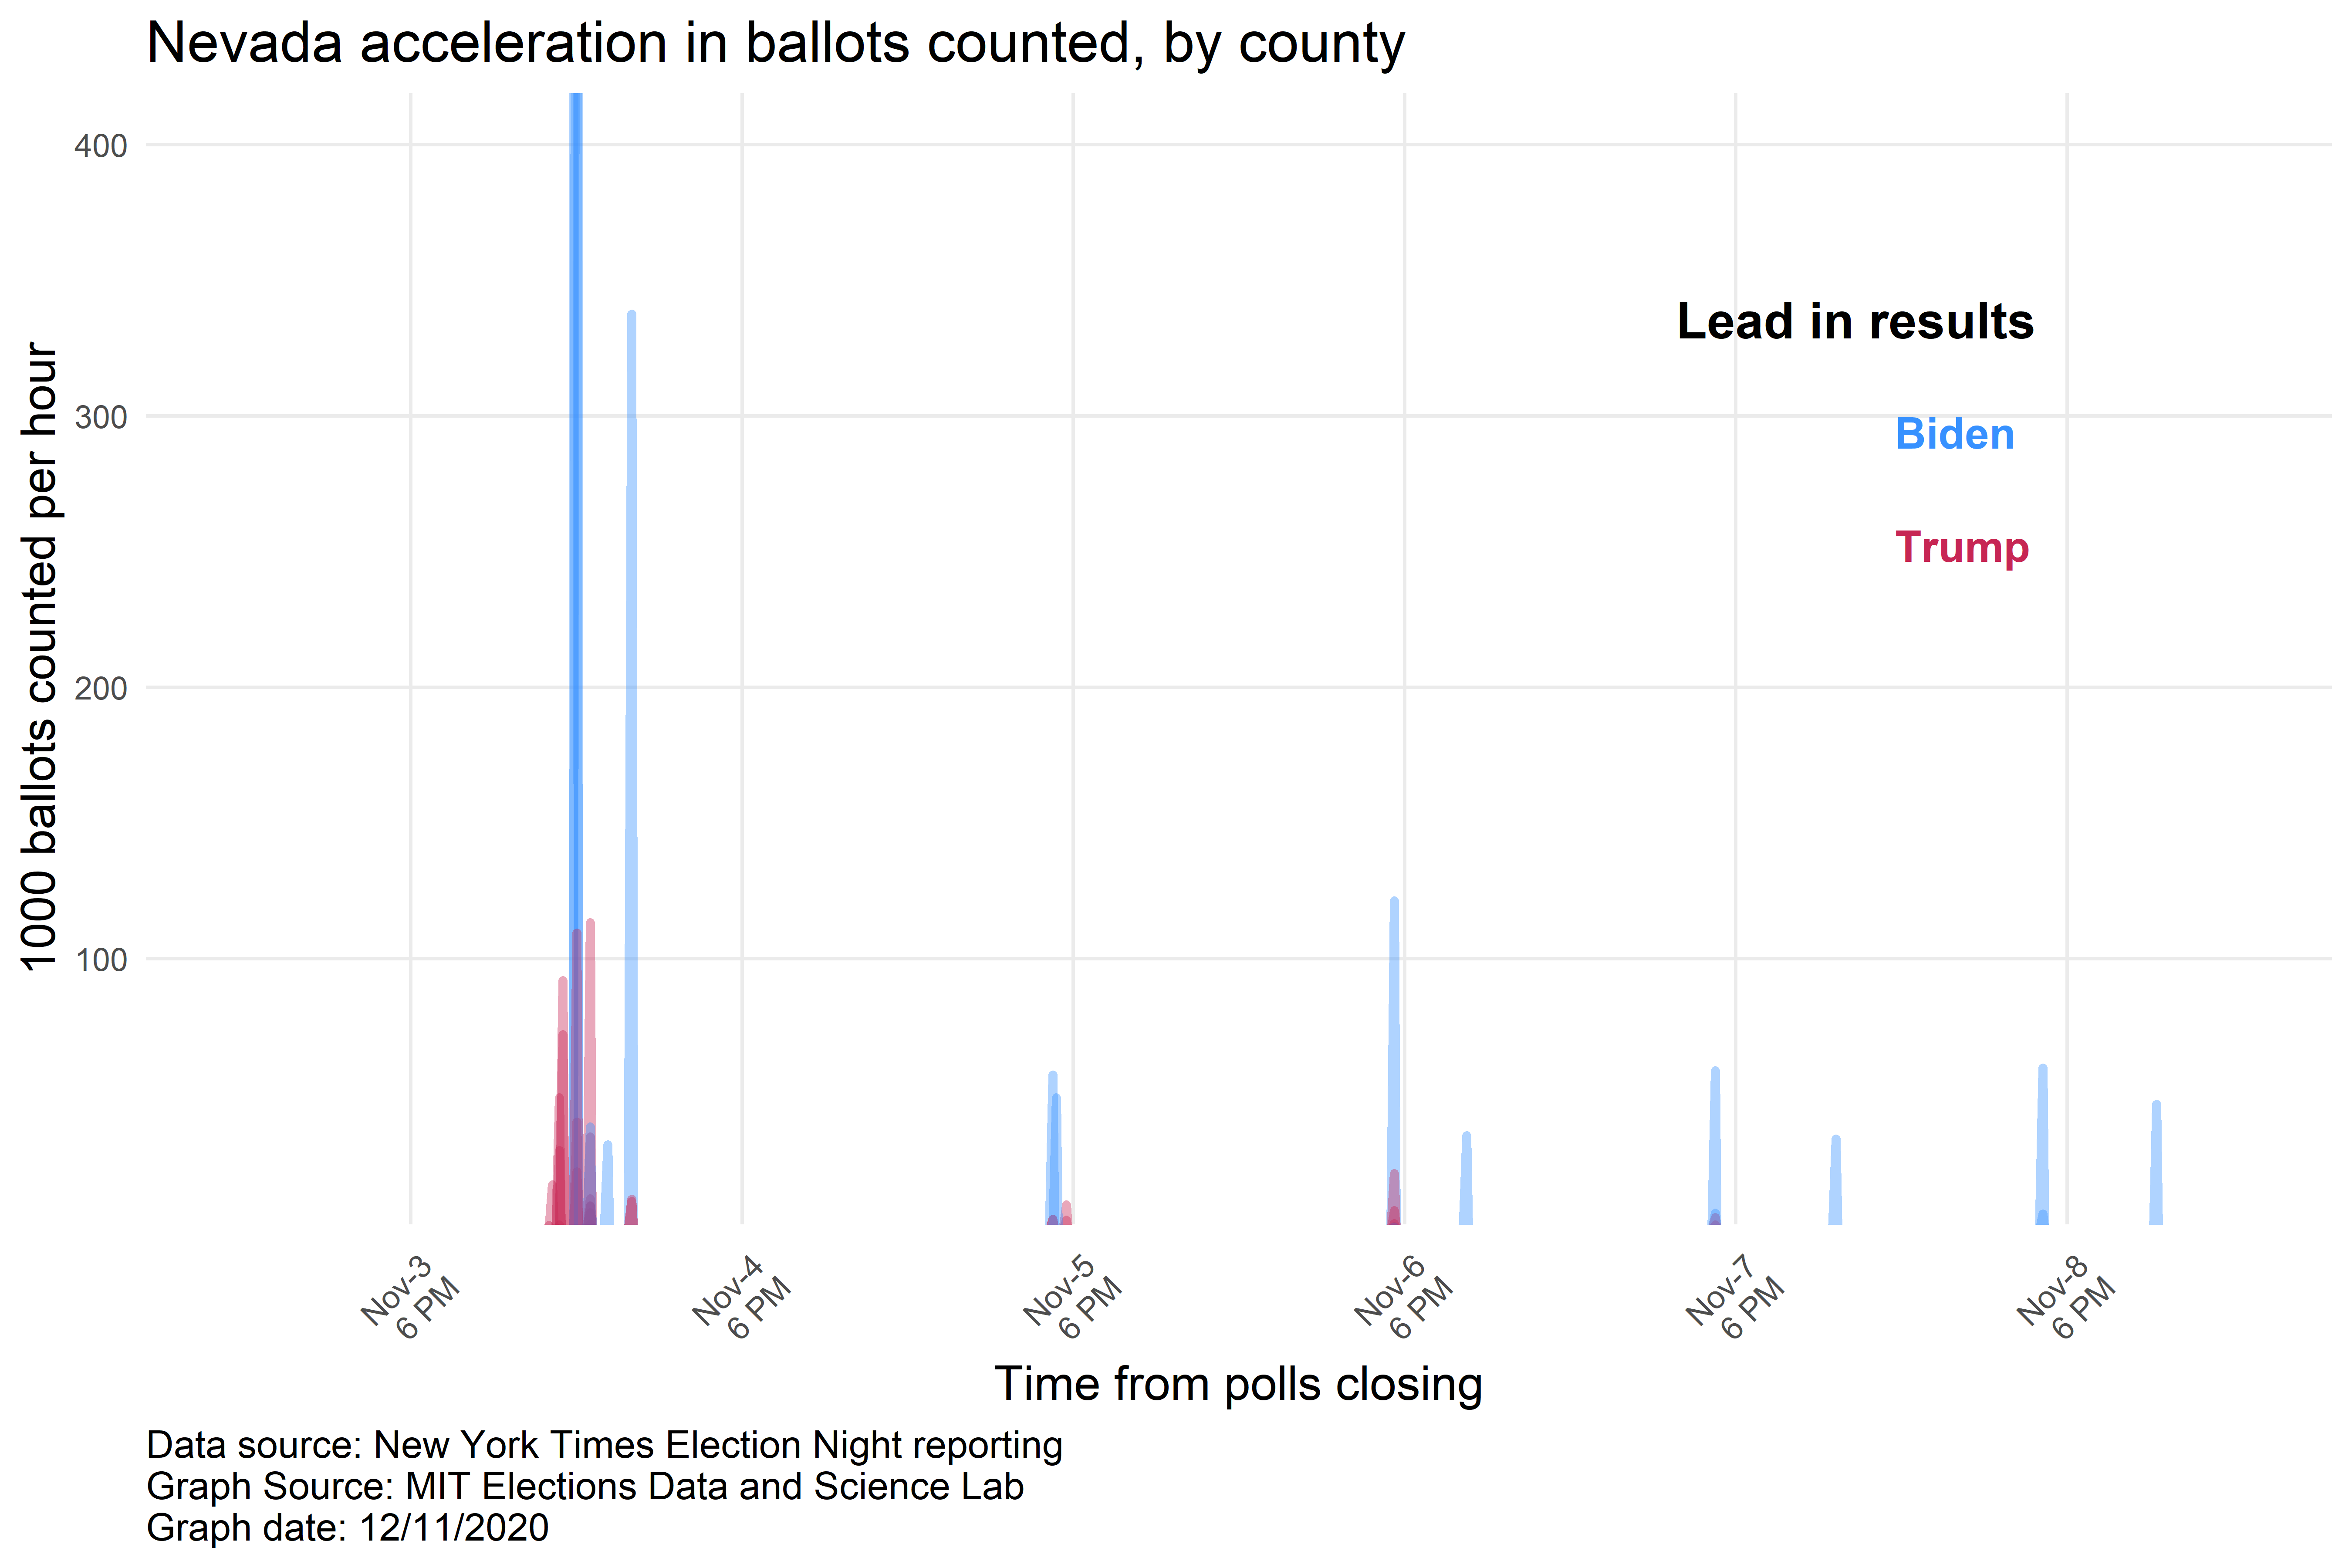 Nevada acceleration in ballots counted, by county
1000 ballots counted per hour
400
300
200
100
Lead in results
Biden
Trump
Nov-3
6 PM
Nov-4
6 PM
Nov-5
6 PM
Nov-6
6 PM
Nov-7
6 PM
Nov-8
6 PM
Time from polls closing
Data source: New York Times Election Night reporting
Graph Source: MIT Elections Data and Science Lab
Graph date: 12/11/2020